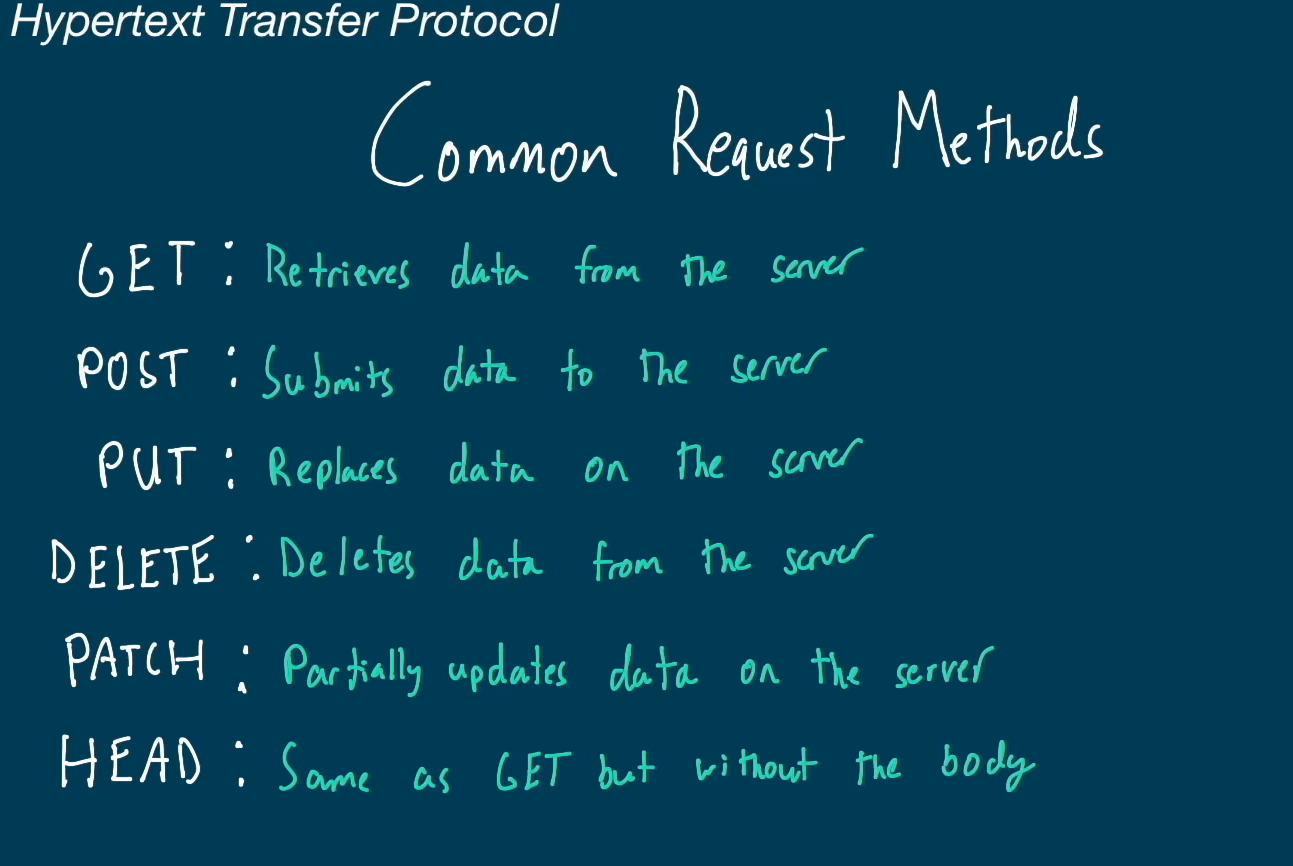 Hypertext Transfer Protocol
Common Request Methods
GET : Retrieves data from the server
POST : Submits data to the server
PUT : Replaces data on the server
DELETE : Deletes data from the server
PATCH : Partially updates data on the server
HEAD : Same as GET but without the body